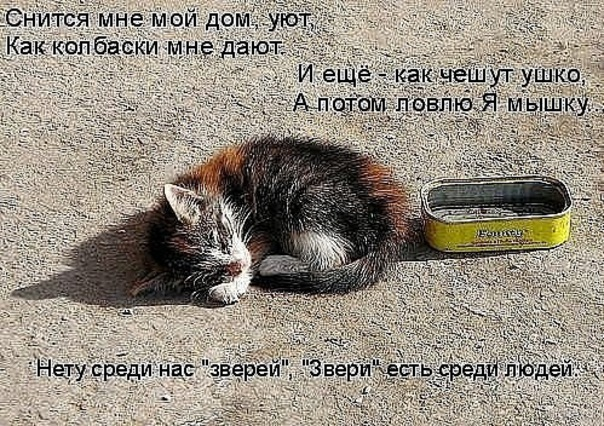 Снится мне мой дом, уют,
Как колбаски мне дают.
И ещё - как чешут ушко,
А потом ловлю Я мышку.
Нету среди нас "зверей", "Звери" есть среди людей.